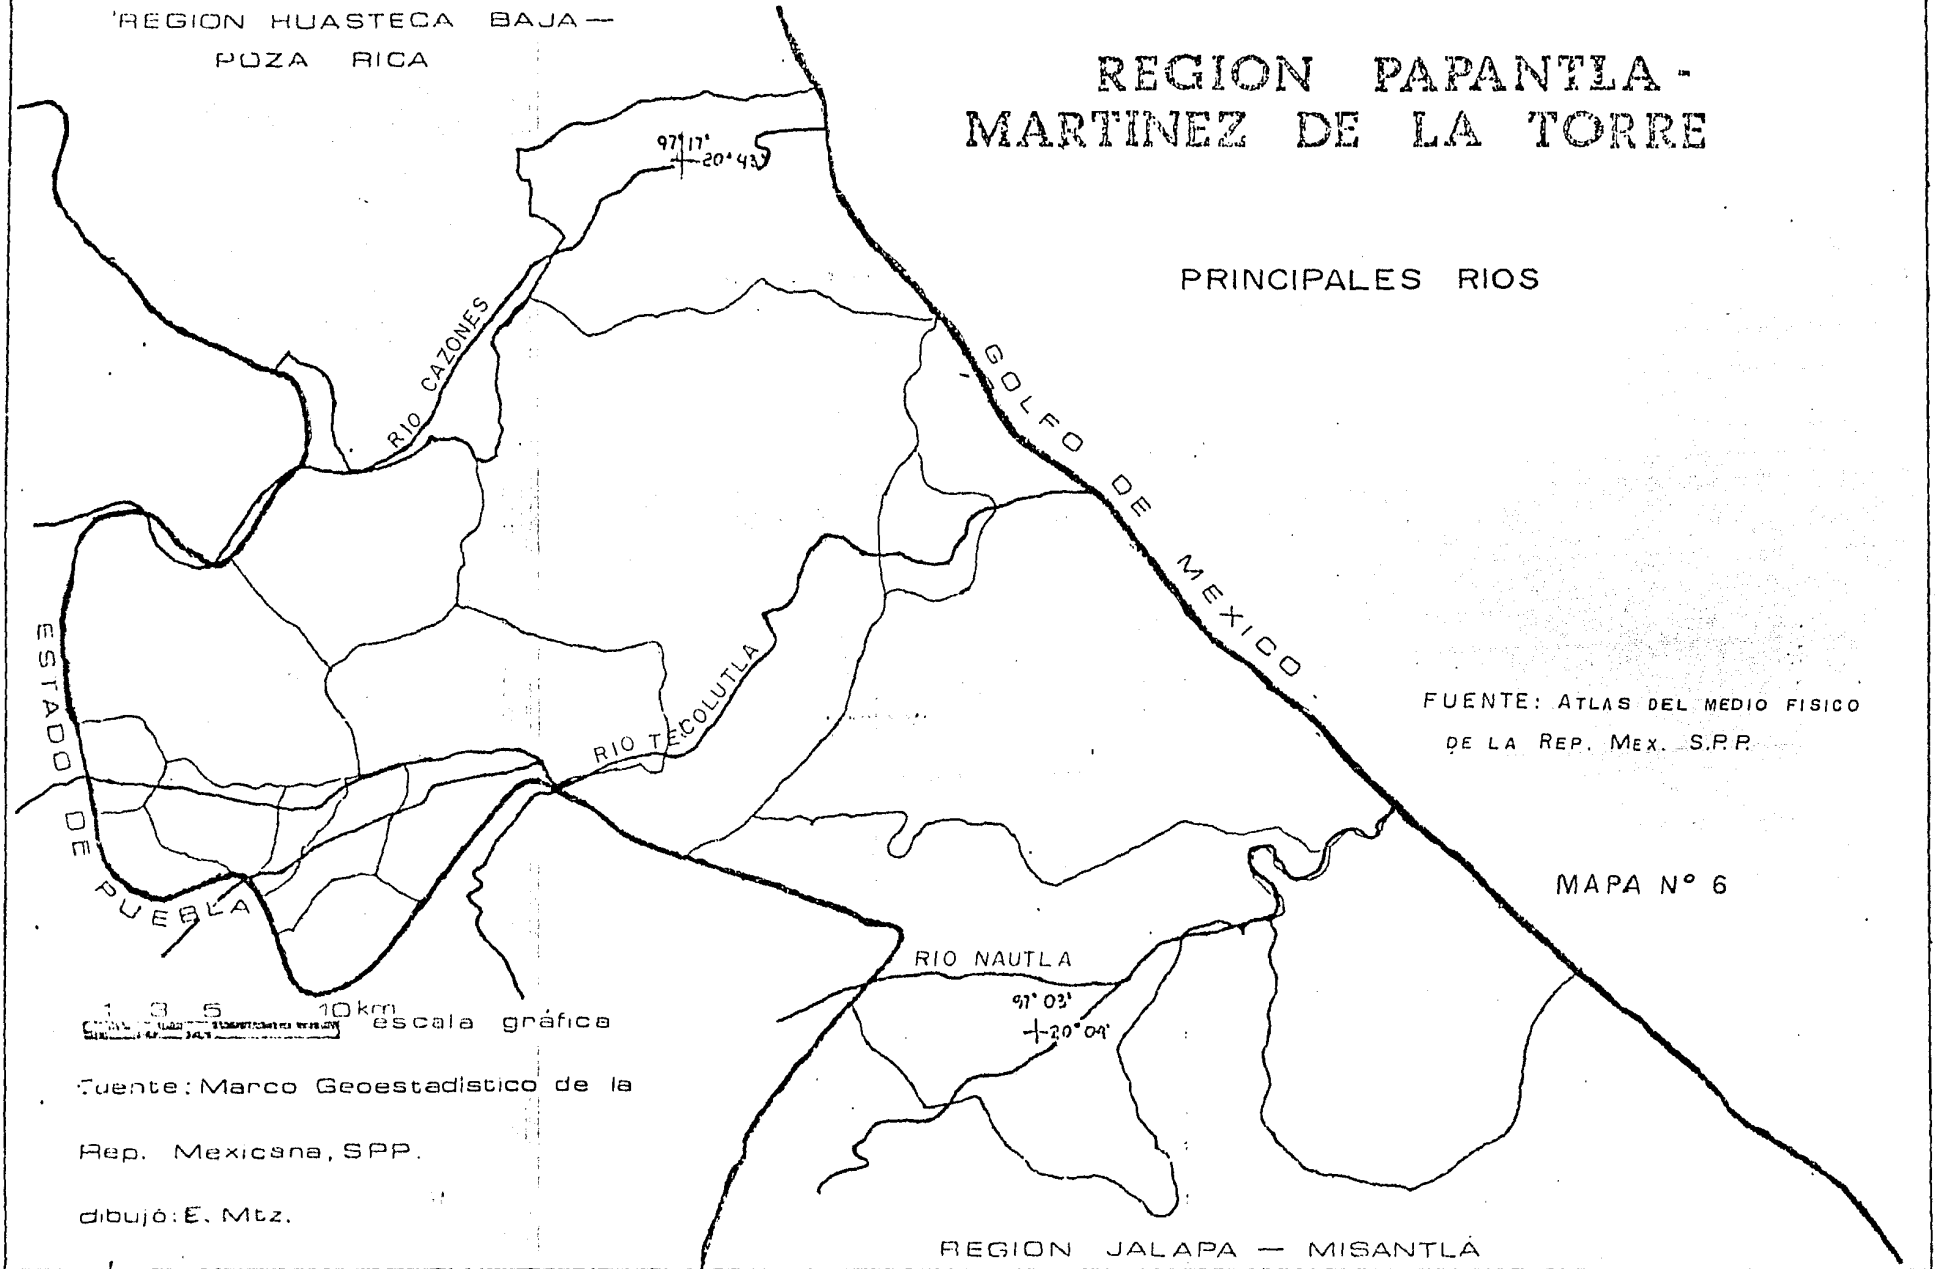 REGION HUASTECA BAJA —
POZA RICA
REGION PAPANTLA -
MARTINEZ DE LA TORRE
97°17'
20°43'
PRINCIPALES RIOS
RIO CAZONES
GOLFO DE MEXICO
ESTADO DE PUEBLA
RIO TECOLUTLA
FUENTE: ATLAS DEL MEDIO FISICO
DE LA REP. MEX. S.P.P.
MAPA Nº 6
RIO NAUTLA
97° 03'
20° 09'
1 3 5 10 km
escala gráfica
Fuente: Marco Geoestadístico de la
Rep. Mexicana, SPP.
dibujó: E. Mtz.
REGION JALAPA — MISANTLA